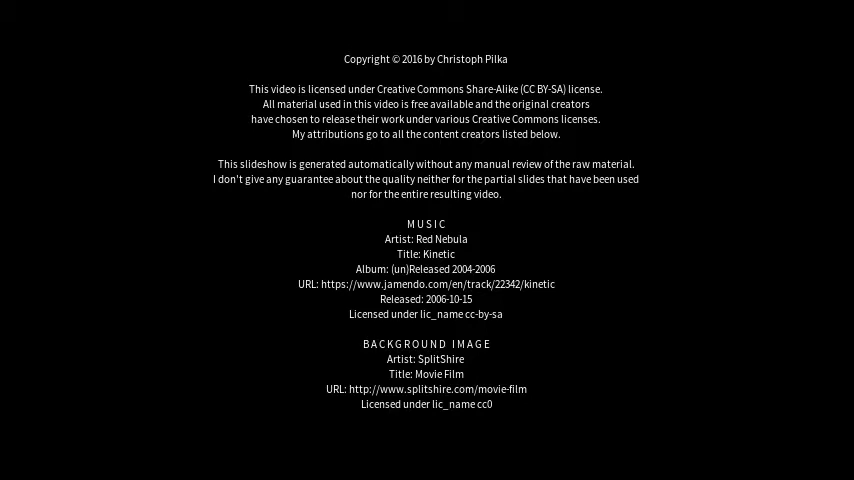 Copyright © 2016 by Christoph Pilka
This video is licensed under Creative Commons Share-Alike (CC BY-SA) license.
All material used in this video is free available and the original creators
have chosen to release their work under various Creative Commons licenses.
My attributions go to all the content creators listed below.
This slideshow is generated automatically without any manual review of the raw material.
I don't give any guarantee about the quality neither for the partial slides that have been used
nor for the entire resulting video.
MUSIC
Artist: Red Nebula
Title: Kinetic
Album: (un)Released 2004-2006
URL: https://www.jamendo.com/en/track/22342/kinetic
Released: 2006-10-15
Licensed under lic_name cc-by-sa
BACKGROUND IMAGE
Artist: SplitShire
Title: Movie Film
URL: http://www.splitshire.com/movie-film
Licensed under lic_name cc0